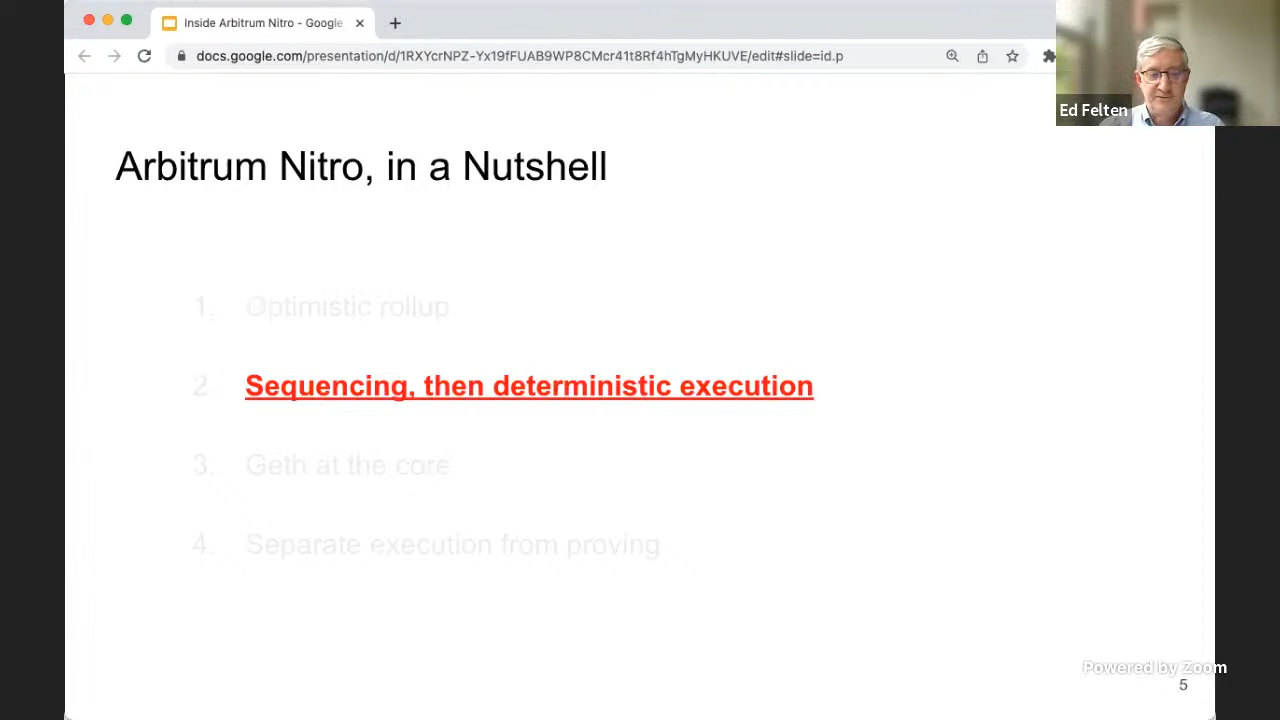 Inside Arbitrum Nitro - Google
docs.google.com/presentation/d/1RXYcrNPZ-Yx19fFUAB9WP8CMcr41t8Rf4hTgMyHKUVE/edit#slide=id.p
Ed Felten
Arbitrum Nitro, in a Nutshell
1. Optimistic rollup
2. Sequencing, then deterministic execution
3. Geth at the core
4. Separate execution from proving
Powered by Zoom
5